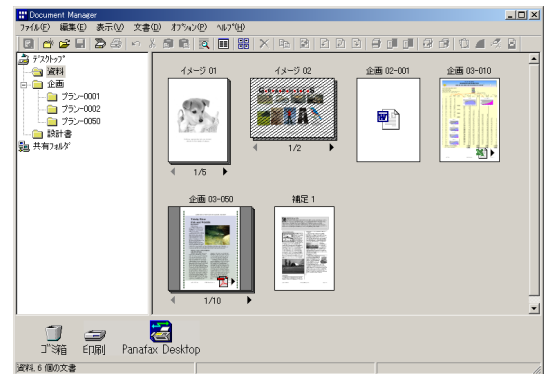 Document Manager
ファイル(F) 編集(E) 表示(V) 文書(D) オプション(P) ヘルプ(H)
デスクトップ
資料
企画
プラン-0001
プラン-0002
プラン-0050
設計書
共有フォルダ
イメージ 01
イメージ 02
企画 02-001
企画 03-010
1/5
1/2
企画 03-050
補足 1
1/10
ゴミ箱
印刷
Panafax Desktop
資料, 6 個の文書